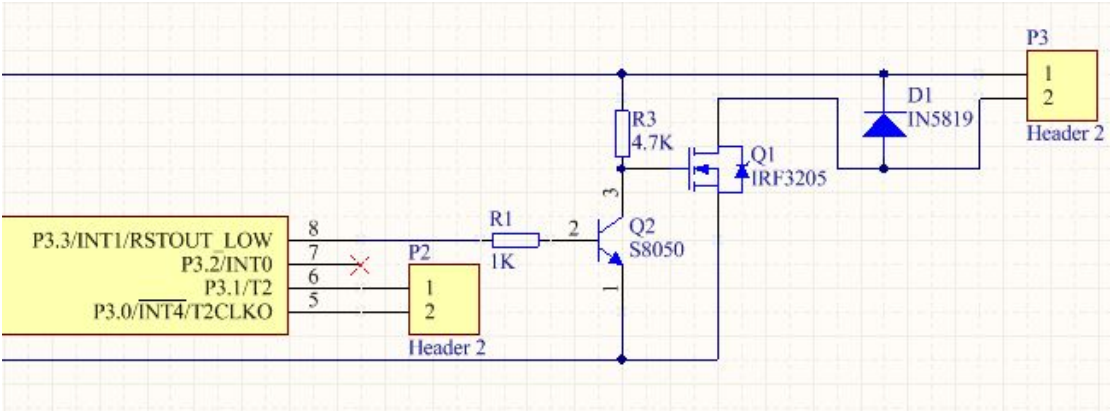 P3
1
2
Header 2
D1
IN5819
R3
4.7K
Q1
IRF3205
3
Q2
S8050
2
1
R1
1K
P3.3/INT1/RSTOUT_LOW
8
P3.2/INT0
7
P3.1/T2
6
P3.0/INT4/T2CLKO
5
P2
1
2
Header 2